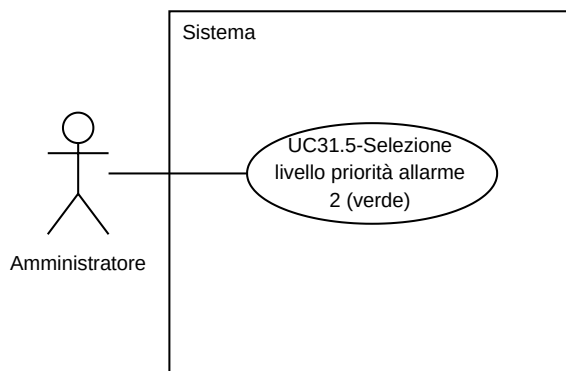 Sistema
UC31.5-Selezione
livello priorità allarme
2 (verde)
Amministratore